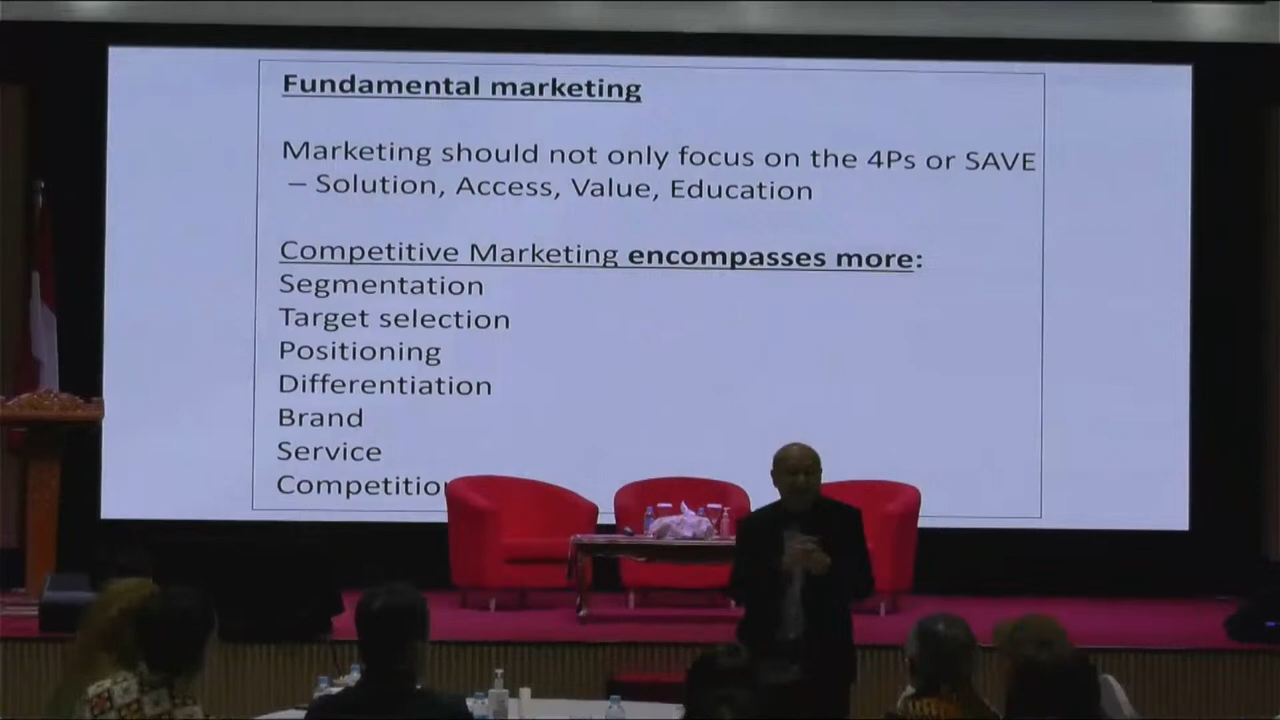 Fundamental marketing
Marketing should not only focus on the 4Ps or SAVE
– Solution, Access, Value, Education
Competitive Marketing encompasses more:
Segmentation
Target selection
Positioning
Differentiation
Brand
Service
Competitio